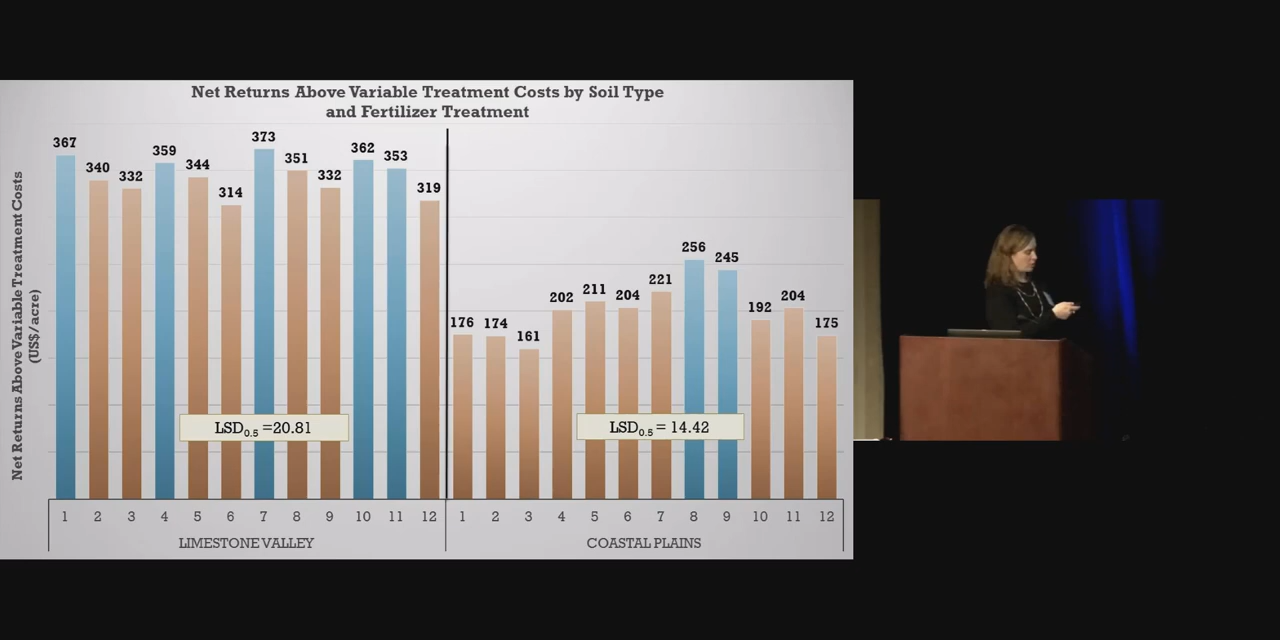 Net Returns Above Variable Treatment Costs by Soil Type
and Fertilizer Treatment
Net Returns Above Variable Treatment Costs
(US$/acre)
367
340
332
359
344
314
373
351
332
362
353
319
176
174
161
202
211
204
221
256
245
192
204
175
LSD0.5 =20.81
LSD0.5 = 14.42
1 2 3 4 5 6 7 8 9 10 11 12 1 2 3 4 5 6 7 8 9 10 11 12
LIMESTONE VALLEY
COASTAL PLAINS